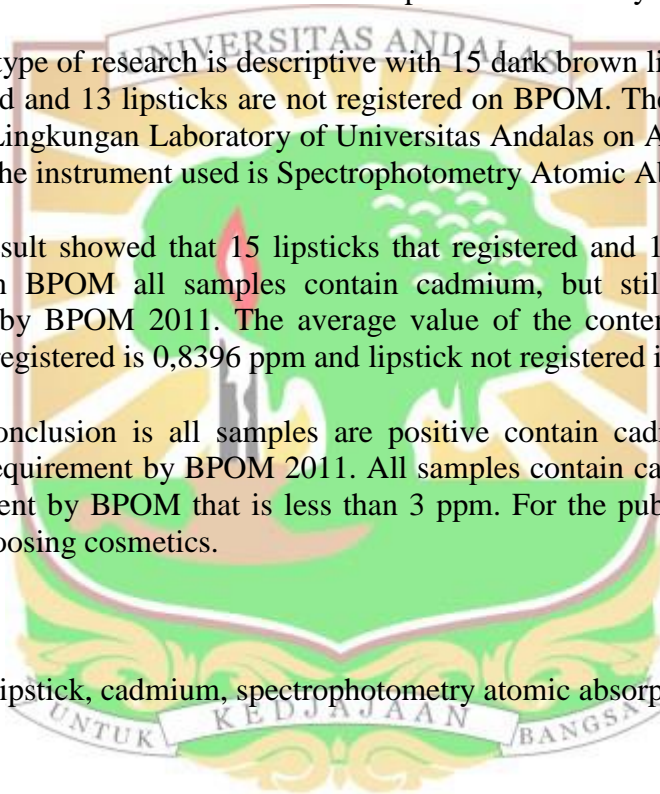 UNIVERSITAS ANDALAS
type of research is descriptive with 15 dark brown li
d and 13 lipsticks are not registered on BPOM. The
Lingkungan Laboratory of Universitas Andalas on A
he instrument used is Spectrophotometry Atomic Ab
sult showed that 15 lipsticks that registered and 1
n BPOM all samples contain cadmium, but stil
by BPOM 2011. The average value of the conten
registered is 0,8396 ppm and lipstick not registered i
onclusion is all samples are positive contain cad
equirement by BPOM 2011. All samples contain ca
ent by BPOM that is less than 3 ppm. For the pub
oosing cosmetics.
ipstick, cadmium, spectrophotometry atomic absorp
UNTUK KEDJAJAAN BANGSA